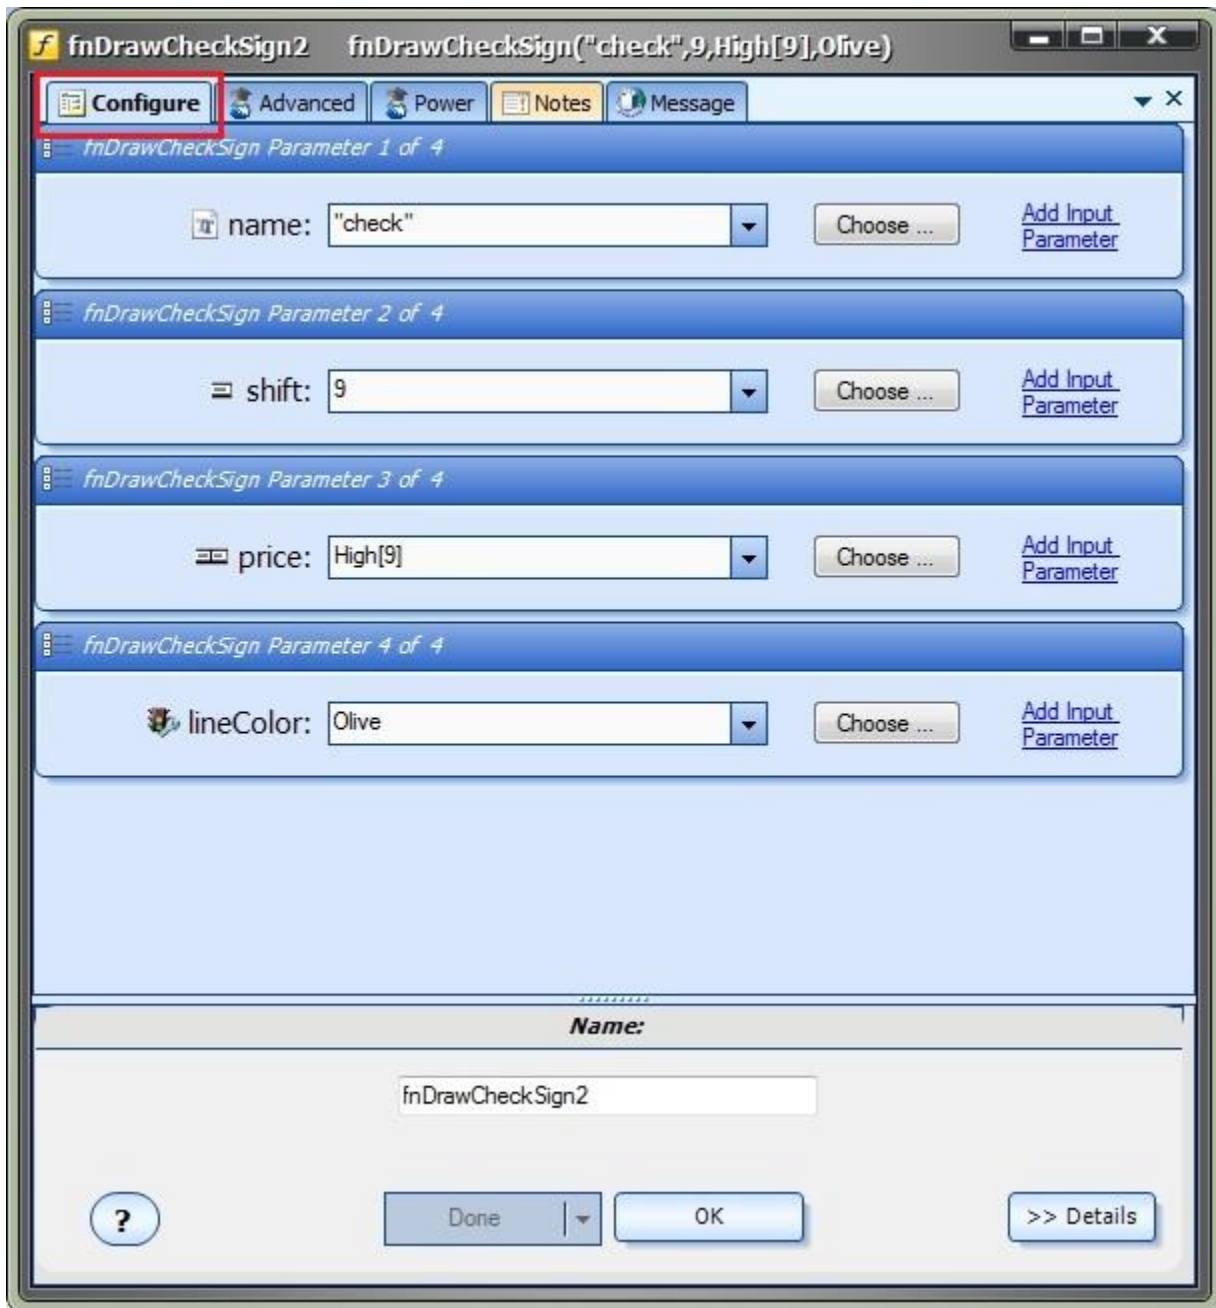 fnDrawCheckSign2 fnDrawCheckSign("check",9,High[9],Olive)
Configure Advanced Power Notes Message
fnDrawCheckSign Parameter 1 of 4
name: "check" Choose ... Add Input
Parameter
fnDrawCheckSign Parameter 2 of 4
shift: 9 Choose ... Add Input
Parameter
fnDrawCheckSign Parameter 3 of 4
price: High[9] Choose ... Add Input
Parameter
fnDrawCheckSign Parameter 4 of 4
lineColor: Olive Choose ... Add Input
Parameter
Name:
fnDrawCheckSign2
? Done OK >> Details